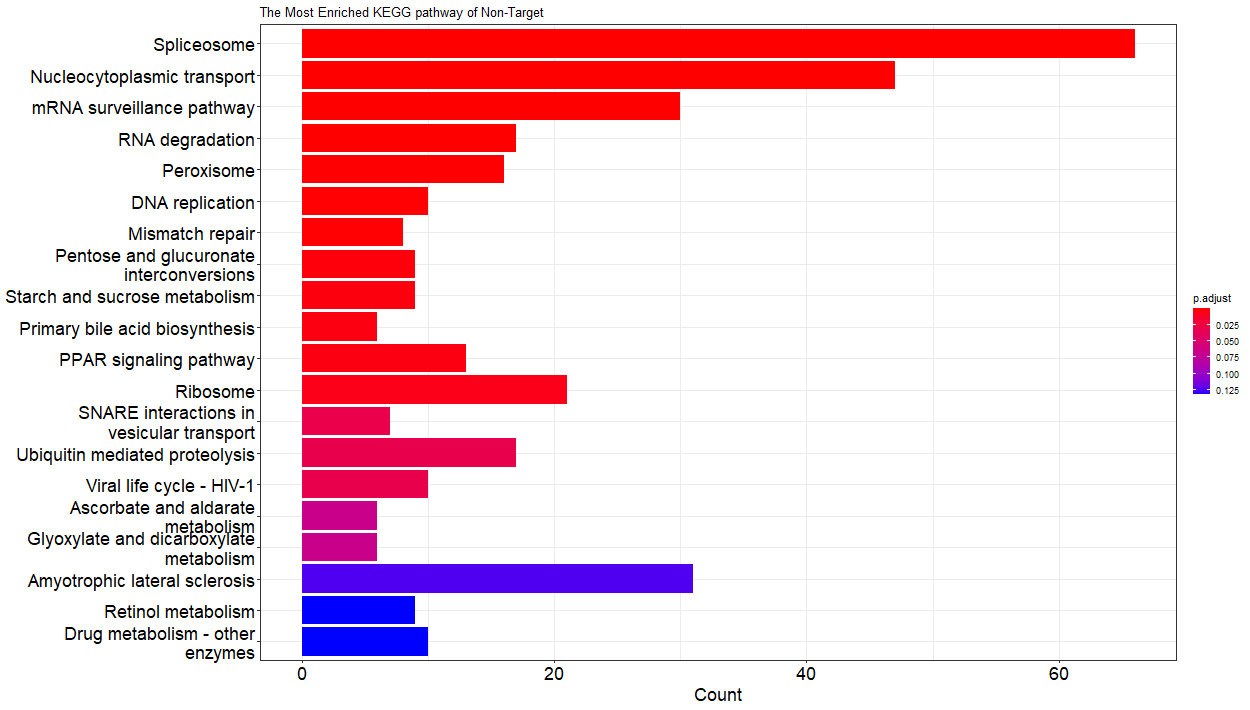 The Most Enriched KEGG pathway of Non-Target
Spliceosome
Nucleocytoplasmic transport
mRNA surveillance pathway
RNA degradation
Peroxisome
DNA replication
Mismatch repair
Pentose and glucuronate
interconversions
Starch and sucrose metabolism
Primary bile acid biosynthesis
PPAR signaling pathway
Ribosome
SNARE interactions in
vesicular transport
Ubiquitin mediated proteolysis
Viral life cycle - HIV-1
Ascorbate and aldarate
metabolism
Glyoxylate and dicarboxylate
metabolism
Amyotrophic lateral sclerosis
Retinol metabolism
Drug metabolism - other
enzymes
0 20 40 60
Count
p.adjust
0.025
0.050
0.075
0.100
0.125